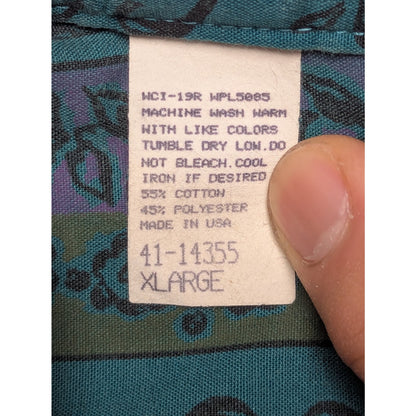 WCI-19R WPL5085
MACHINE WASH WARM
WITH LIKE COLORS
TUMBLE DRY LOW.DO
NOT BLEACH.COOL
IRON IF DESIRED
55% COTTON
45% POLYESTER
MADE IN USA
41-14355
XLARGE